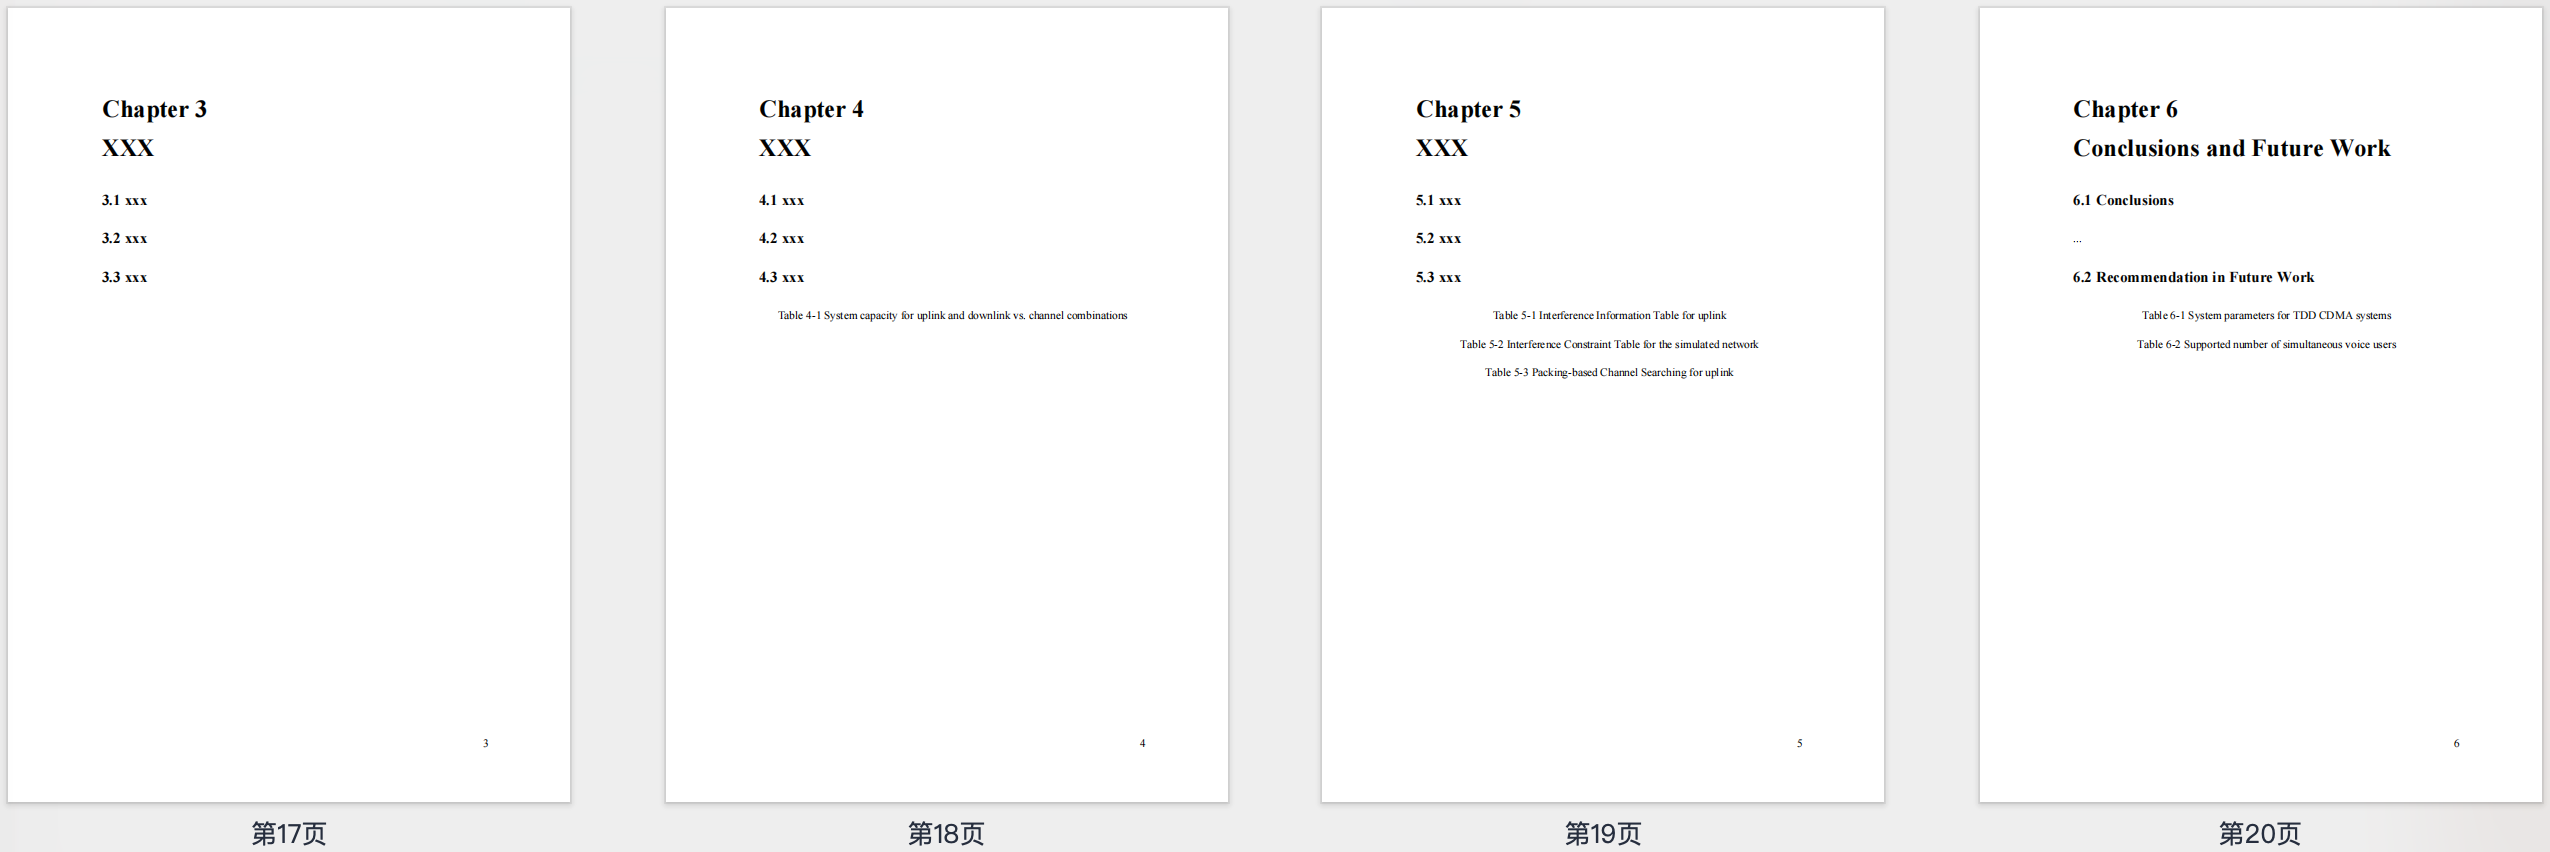 Chapter 3
XXX
3.1 xxx
3.2 xxx
3.3 xxx
3
第17页
Chapter 4
XXX
4.1 xxx
4.2 xxx
4.3 xxx
Table 4-1 System capacity for uplink and downlink vs. channel combinations
4
第18页
Chapter 5
XXX
5.1 xxx
5.2 xxx
5.3 xxx
Table 5-1 Interference Information Table for uplink
Table 5-2 Interference Constraint Table for the simulated network
Table 5-3 Packing-based Channel Searching for uplink
5
第19页
Chapter 6
Conclusions and Future Work
6.1 Conclusions
...
6.2 Recommendation in Future Work
Table 6-1 System parameters for TDD CDMA systems
Table 6-2 Supported number of simultaneous voice users
6
第20页